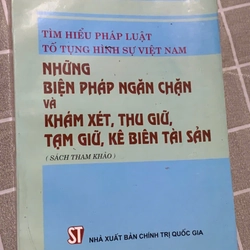 TÌM HIỂU PHÁP LUẬT
TỐ TỤNG HÌNH SỰ VIỆT NAM
NHỮNG
BIỆN PHÁP NGĂN CHẶN
VÀ
KHÁM XÉT, THU GIỮ,
TẠM GIỮ, KÊ BIÊN TÀI SẢN
( SÁCH THAM KHẢO )
ST NHÀ XUẤT BẢN CHÍNH TRỊ QUỐC GIA